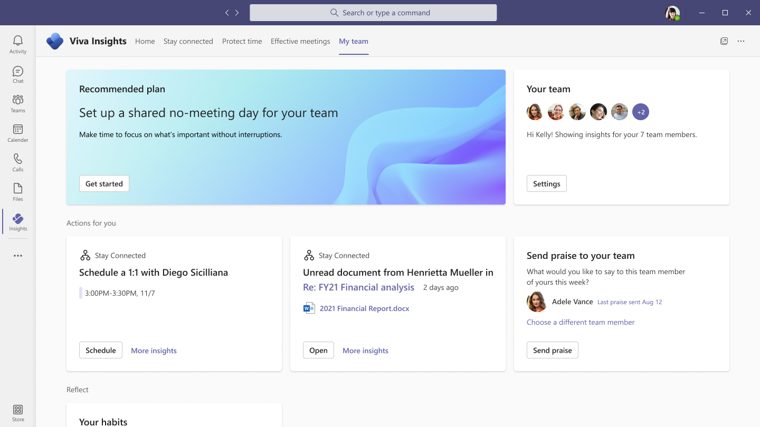 Search or type a command
Activity
Chat
Teams
Calender
Calls
Files
Insights
Store
Viva Insights
Home
Stay connected
Protect time
Effective meetings
My team
Recommended plan
Set up a shared no-meeting day for your team
Make time to focus on what's important without interruptions.
Get started
Your team
+2
Hi Kelly! Showing insights for your 7 team members.
Settings
Actions for you
Stay Connected
Schedule a 1:1 with Diego Sicilliana
3:00PM-3:30PM, 11/7
Schedule
More insights
Stay Connected
Unread document from Henrietta Mueller in
Re: FY21 Financial analysis
2 days ago
2021 Financial Report.docx
Open
More insights
Send praise to your team
What would you like to say to this team member
of yours this week?
Adele Vance
Last praise sent Aug 12
Choose a different team member
Send praise
Reflect
Your habits